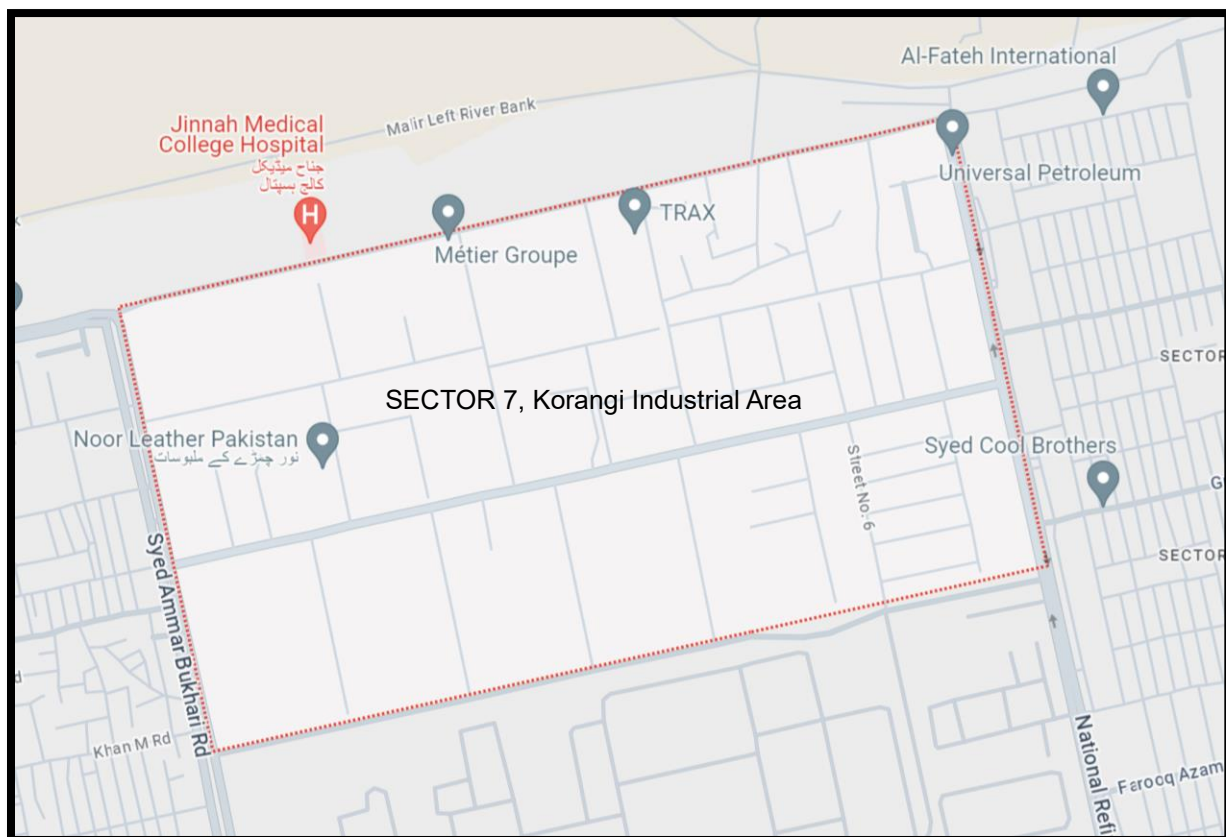 Al-Fateh International
Malir Left River Bank
Jinnah Medical
College Hospital
جناح میڈیکل
کالج ہسپتال
H
Universal Petroleum
TRAX
Métier Groupe
SECTOR
SECTOR 7, Korangi Industrial Area
Noor Leather Pakistan
نور چمڑے کے ملبوسات
Syed Cool Brothers
Street No. 6
G
SECTOR
Syed Ammar Bukhari Rd
Khan M Rd
National Refi
Farooq Azam